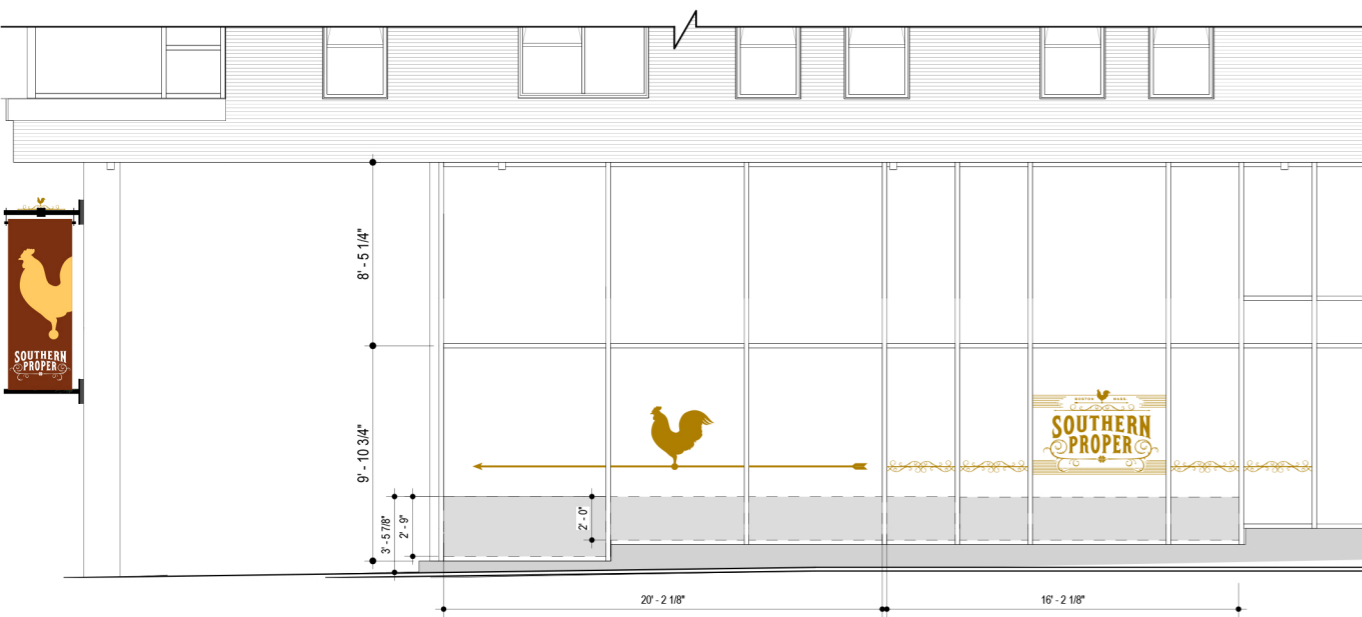 8' - 5 1/4"
SOUTHERN
PROPER
9' - 10 3/4"
BOSTON MASS.
SOUTHERN
PROPER
3' - 5 7/8"
2' - 9"
2' - 0"
20' - 2 1/8"
16' - 2 1/8"